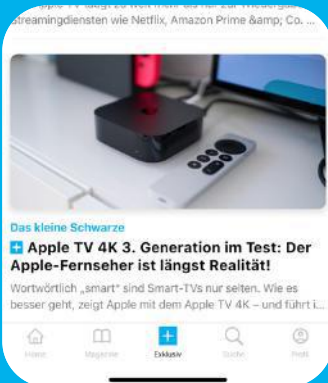 streamingdiensten wie Netflix, Amazon Prime &amp; Co. ...
Das kleine Schwarze
Apple TV 4K 3. Generation im Test: Der
Apple-Fernseher ist längst Realität!
Wortwörtlich „smart“ sind Smart-TVs nur selten. Wie es
besser geht, zeigt Apple mit dem Apple TV 4K – und führt i...
Home
Magazine
Exklusiv
Suche
Profil